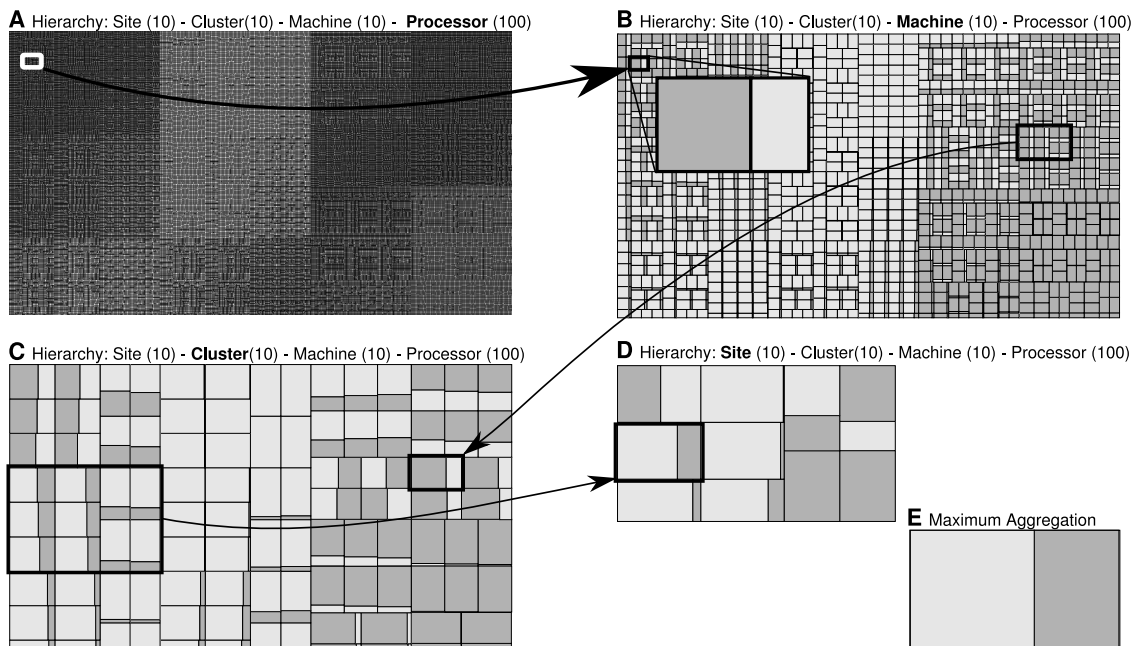 A Hierarchy: Site (10) - Cluster(10) - Machine (10) - Processor (100)
B Hierarchy: Site (10) - Cluster(10) - Machine (10) - Processor (100)
C Hierarchy: Site (10) - Cluster(10) - Machine (10) - Processor (100)
D Hierarchy: Site (10) - Cluster(10) - Machine (10) - Processor (100)
E Maximum Aggregation